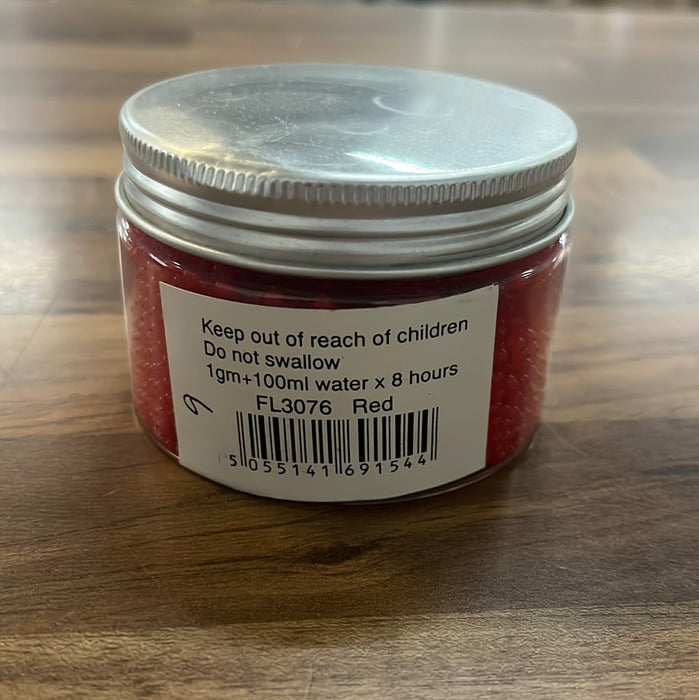 Keep out of reach of children
Do not swallow
1gm+100ml water x 8 hours
FL3076 Red
9
5 055141 691544